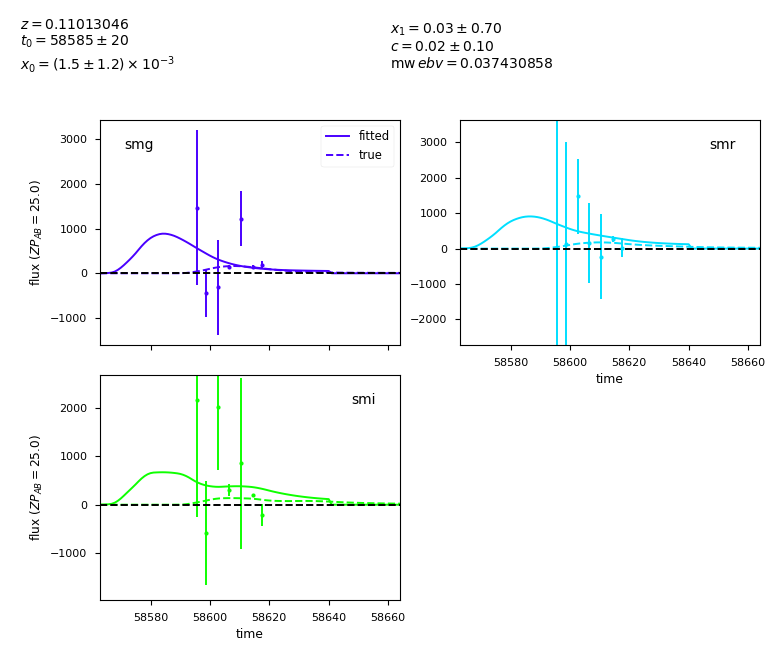 z = 0.11013046
t₀ = 58585 ± 20
x₀ = (1.5 ± 1.2) × 10⁻³
x₁ = 0.03 ± 0.70
c = 0.02 ± 0.10
mw ebv = 0.037430858
flux (ZP_AB = 25.0)
3000
2000
1000
0
−1000
smg
fitted
true
3000
2000
1000
0
−1000
−2000
smr
58580 58600 58620 58640 58660
time
flux (ZP_AB = 25.0)
2000
1000
0
−1000
smi
58580 58600 58620 58640 58660
time